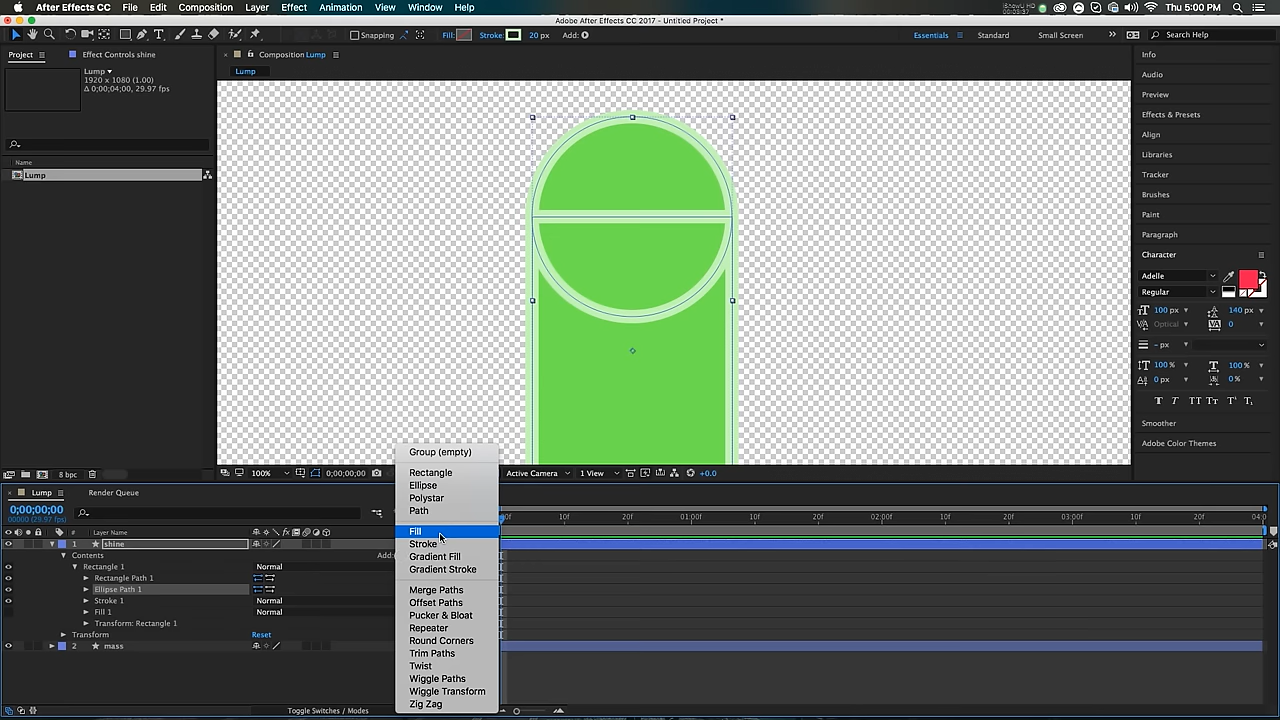 After Effects CC File Edit Composition Layer Effect Animation View Window Help
Thu 5:00 PM
Adobe After Effects CC 2017 - Untitled Project *
Snapping
Fill: Stroke: 20 px Add:
Essentials Standard Small Screen Search Help
Project Effect Controls shine
Composition Lump
Lump
Lump
1920 x 1080 (1.00)
Δ 0;00;04;00, 29.97 fps
Name
Lump
8 bpc
100% 0;00;00;00
Active Camera 1 View +0.0
Info
Audio
Preview
Effects & Presets
Align
Libraries
Tracker
Brushes
Paint
Paragraph
Character
Adelle
Regular
100 px 140 px
Optical 0
- px
100 % 100 %
0 px 0 %
Smoother
Adobe Color Themes
Group (empty)
Rectangle
Ellipse
Polystar
Path
Fill
Stroke
Gradient Fill
Gradient Stroke
Merge Paths
Offset Paths
Pucker & Bloat
Repeater
Round Corners
Trim Paths
Twist
Wiggle Paths
Wiggle Transform
Zig Zag
Lump Render Queue
0;00;00;00
00000 (29.97 fps)
# Layer Name
10f 20f 01:00f 10f 20f 02:00f 10f 20f 03:00f 10f 20f
1 shine
Contents Add:
Rectangle 1 Normal
Rectangle Path 1
Ellipse Path 1
Stroke 1 Normal
Fill 1 Normal
Transform: Rectangle 1
Transform Reset
2 mass
Toggle Switches / Modes